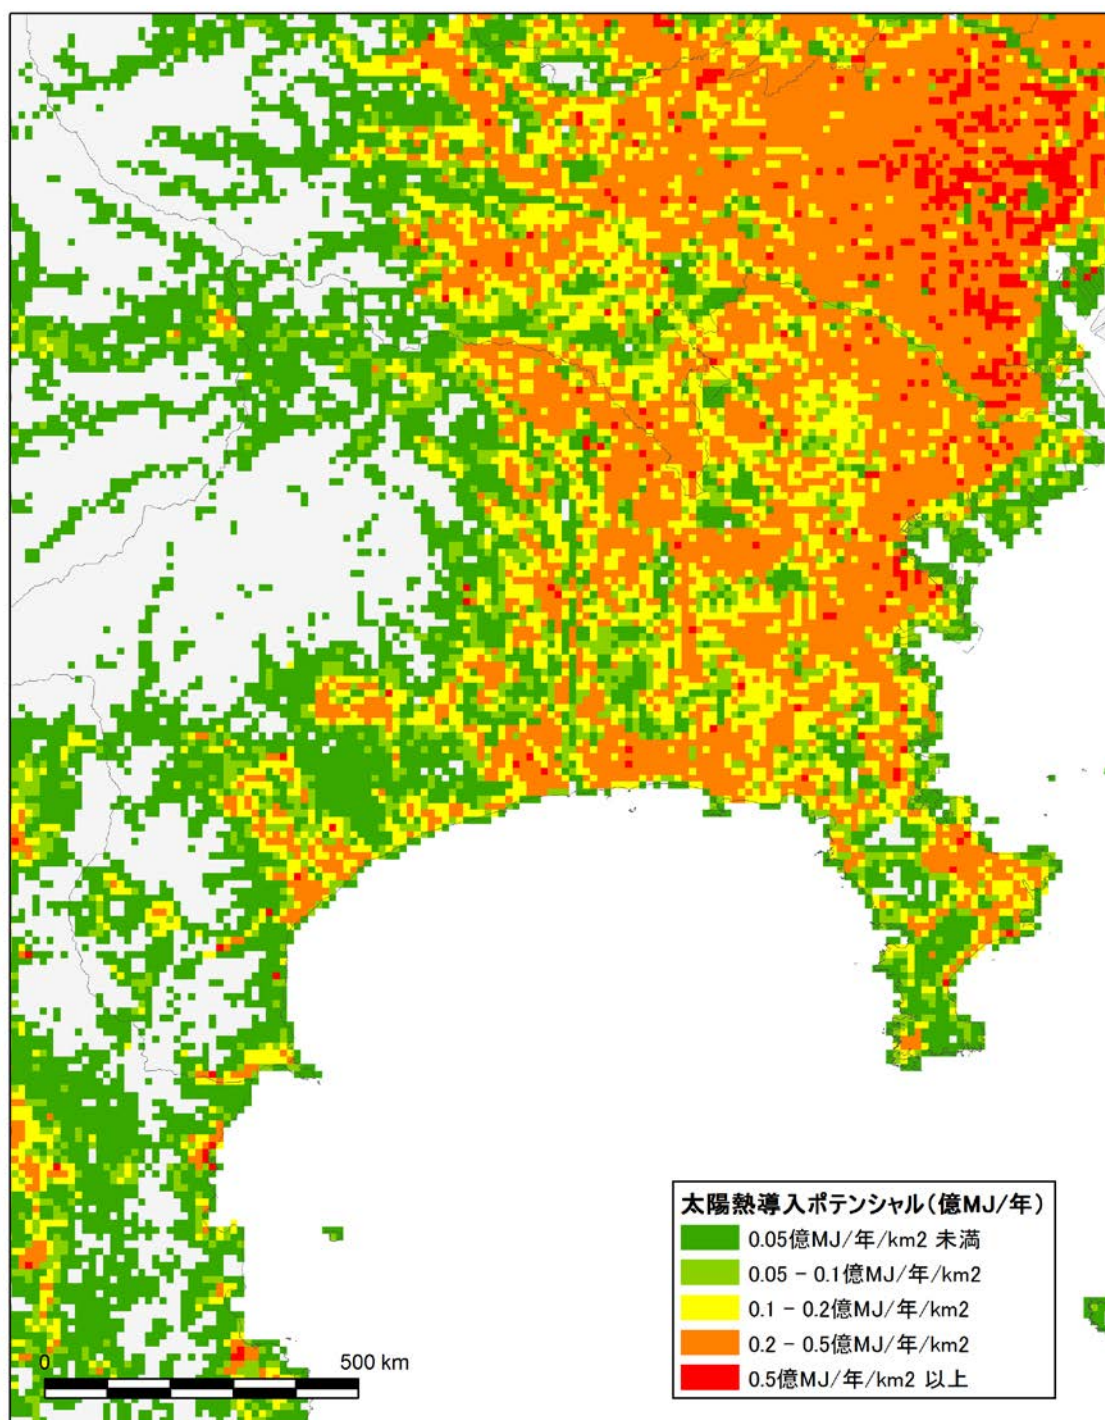 太陽熱導入ポテンシャル(億MJ/年)
0.05億MJ/年/km2 未満
0.05 - 0.1億MJ/年/km2
0.1 - 0.2億MJ/年/km2
0.2 - 0.5億MJ/年/km2
0.5億MJ/年/km2 以上
0 500 km